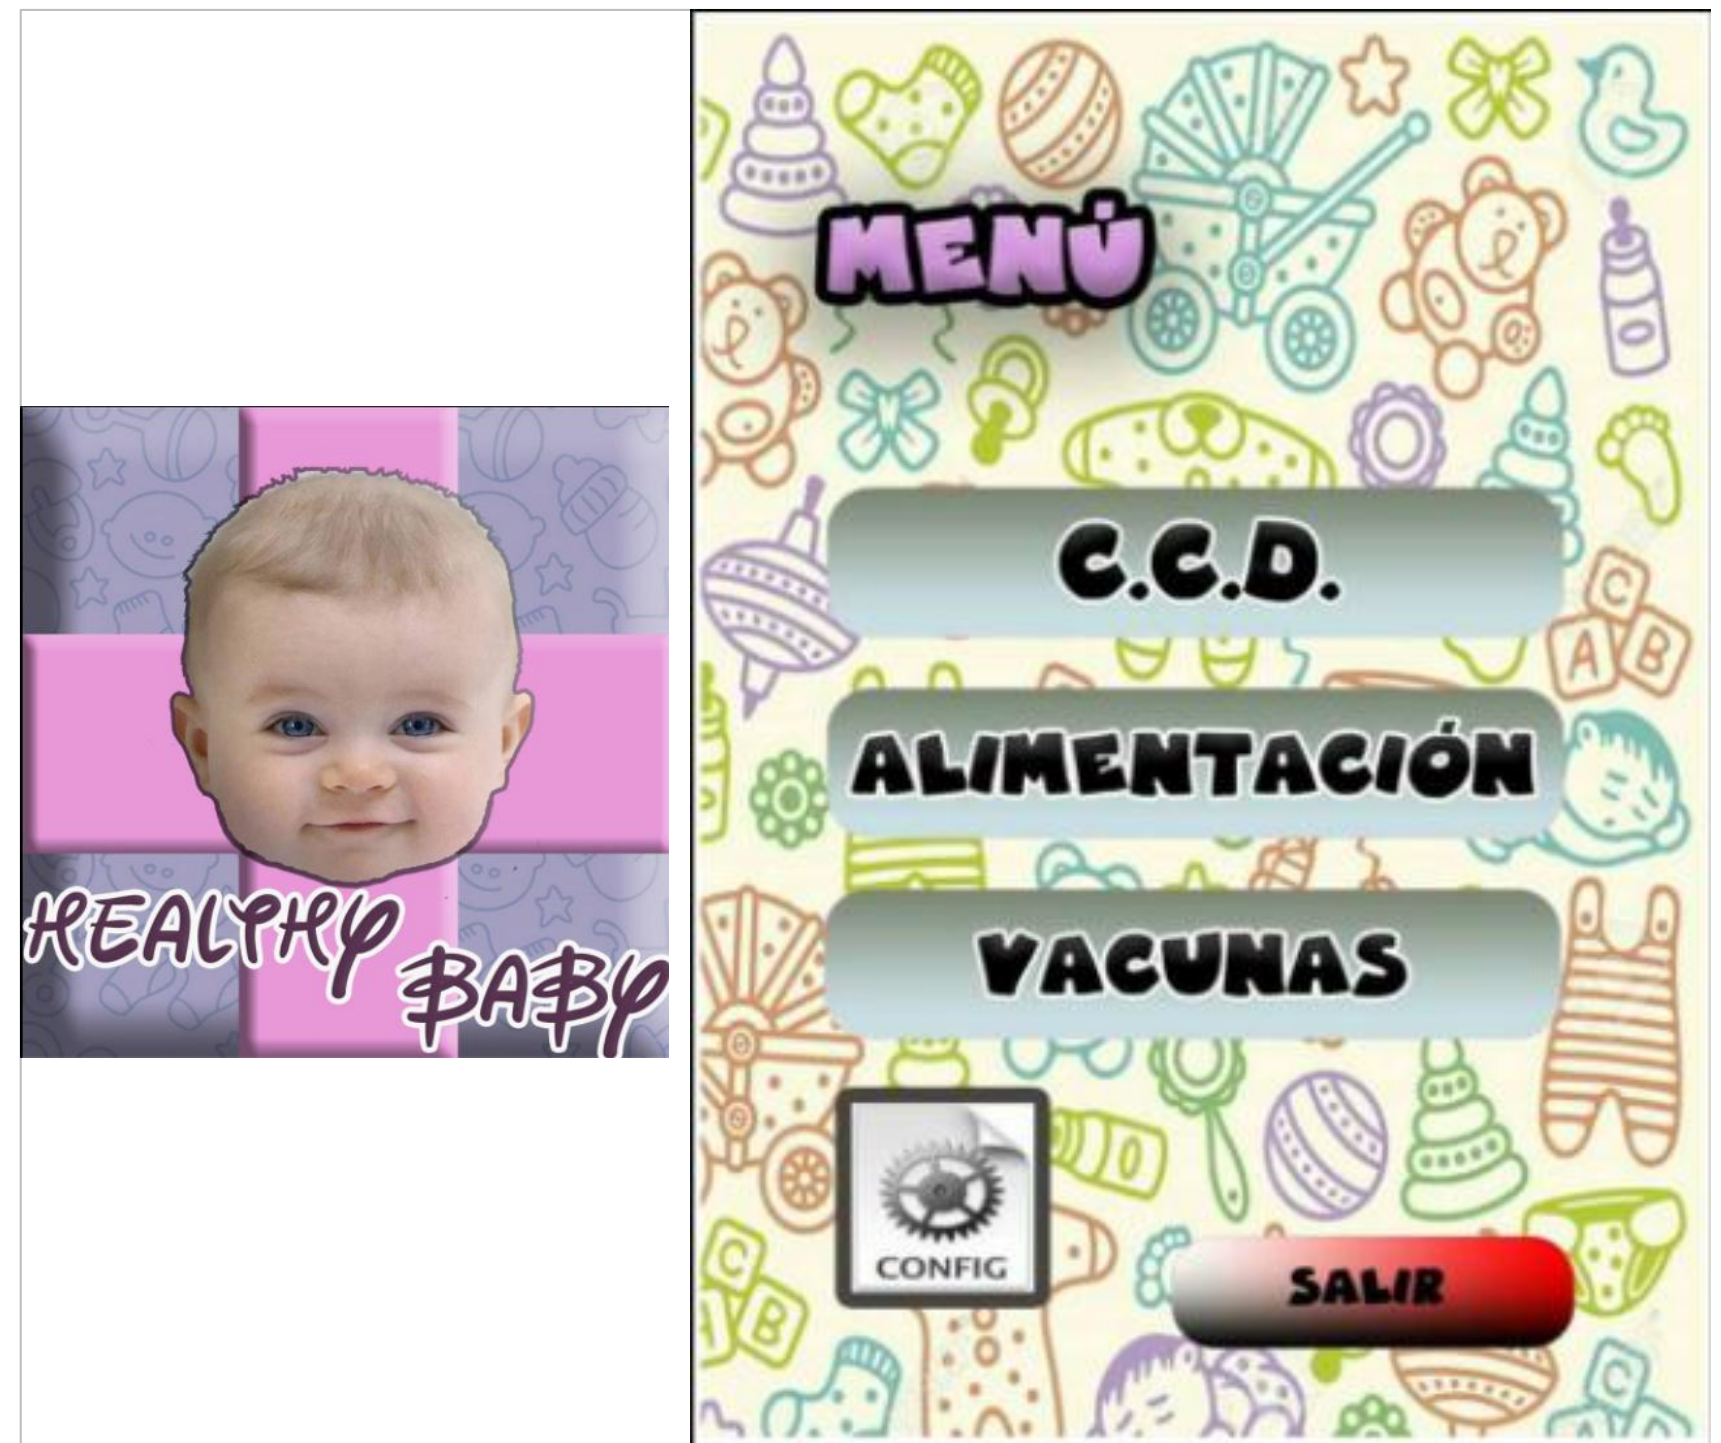 HEALTHY
BABY
MENÚ
C.C.D.
ALIMENTACIÓN
VACUNAS
CONFIG
SALIR
C
A B
C
A B
C